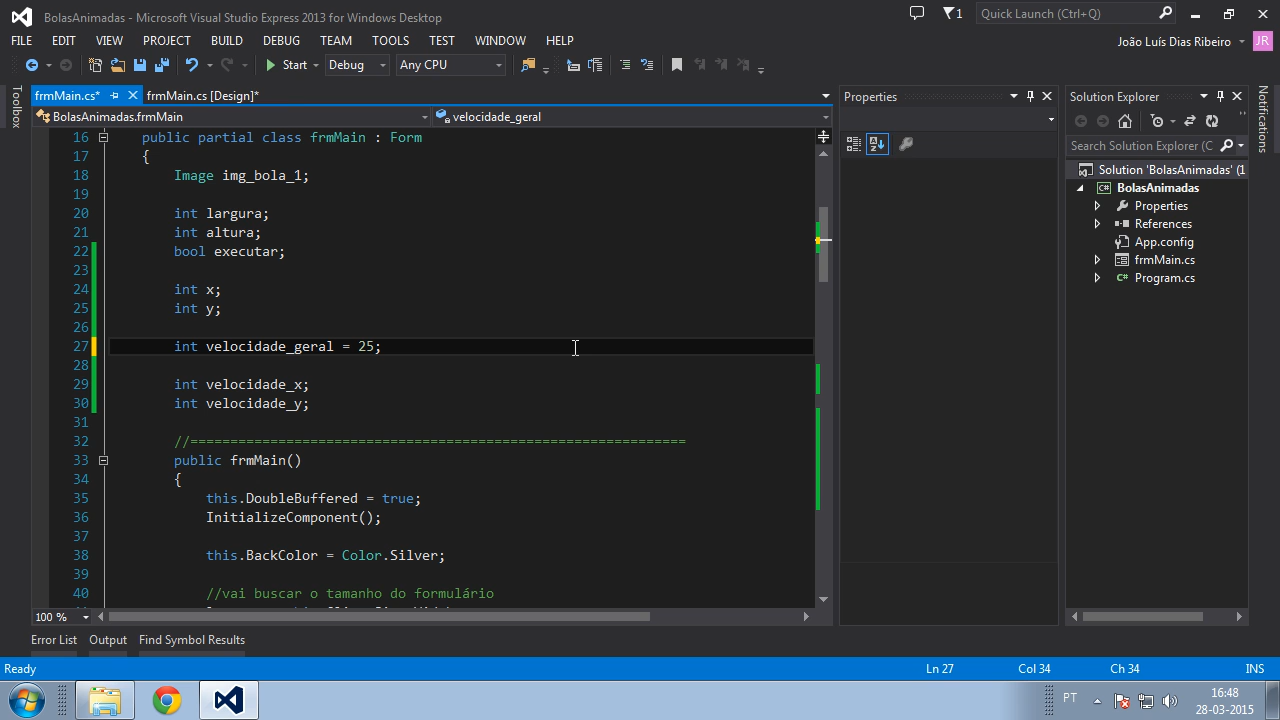 BolasAnimadas - Microsoft Visual Studio Express 2013 for Windows Desktop
1
Quick Launch (Ctrl+Q)
FILE EDIT VIEW PROJECT BUILD DEBUG TEAM TOOLS TEST WINDOW HELP
João Luís Dias Ribeiro JR
Start Debug Any CPU
Toolbox
frmMain.cs* frmMain.cs [Design]*
BolasAnimadas.frmMain velocidade_geral
16 public partial class frmMain : Form
17 {
18 Image img_bola_1;
19
20 int largura;
21 int altura;
22 bool executar;
23
24 int x;
25 int y;
26
27 int velocidade_geral = 25;
28
29 int velocidade_x;
30 int velocidade_y;
31
32 //==============================================================
33 public frmMain()
34 {
35 this.DoubleBuffered = true;
36 InitializeComponent();
37
38 this.BackColor = Color.Silver;
39
40 //vai buscar o tamanho do formulário
100 %
Properties
Solution Explorer
Search Solution Explorer (C
Solution 'BolasAnimadas' (1
BolasAnimadas
Properties
References
App.config
frmMain.cs
Program.cs
Notifications
Error List Output Find Symbol Results
Ready Ln 27 Col 34 Ch 34 INS
PT
16:48
28-03-2015